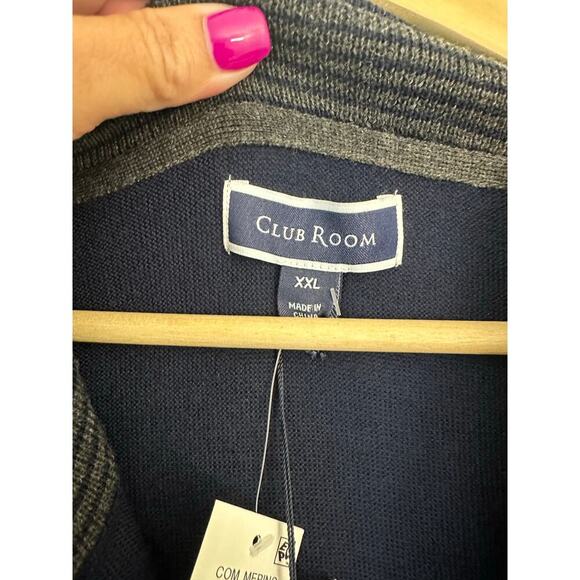 CLUB ROOM
XXL
MADE IN
CHINA
COM MERINO